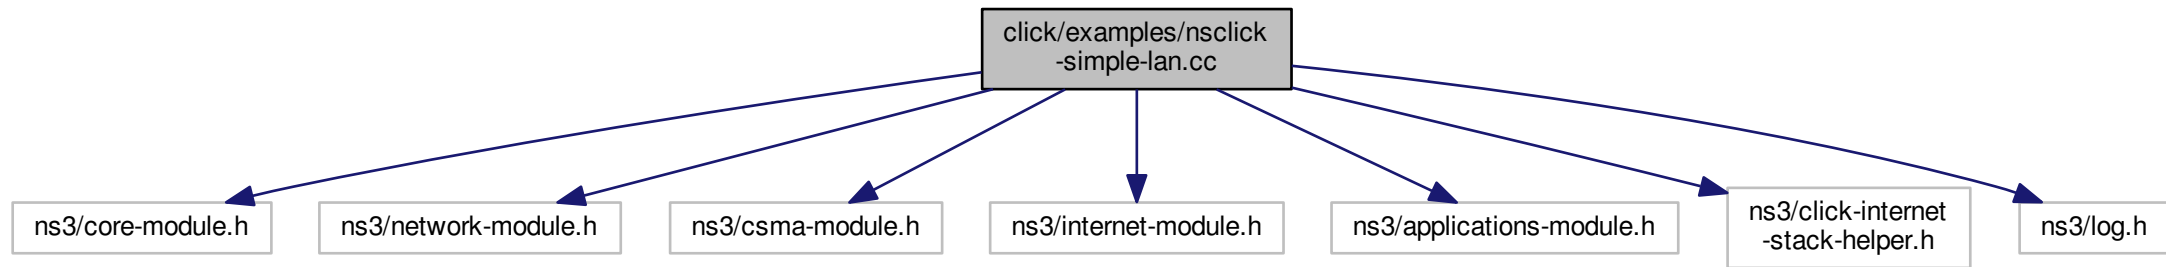 click/examples/nsclick
-simple-lan.cc
ns3/core-module.h
ns3/network-module.h
ns3/csma-module.h
ns3/internet-module.h
ns3/applications-module.h
ns3/click-internet
-stack-helper.h
ns3/log.h